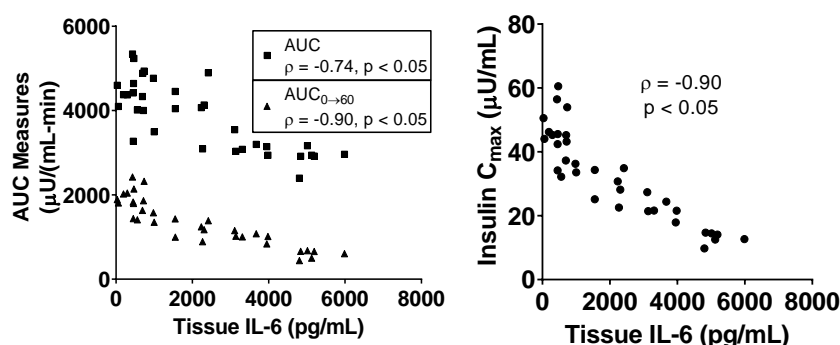 6000
4000
2000
0
AUC Measures
(μU/(mL-min)
AUC
ρ = -0.74, p < 0.05
AUC0→60
ρ = -0.90, p < 0.05
0 2000 4000 6000 8000
Tissue IL-6 (pg/mL)
80
60
40
20
0
Insulin Cmax (μU/mL)
ρ = -0.90
p < 0.05
0 2000 4000 6000 8000
Tissue IL-6 (pg/mL)